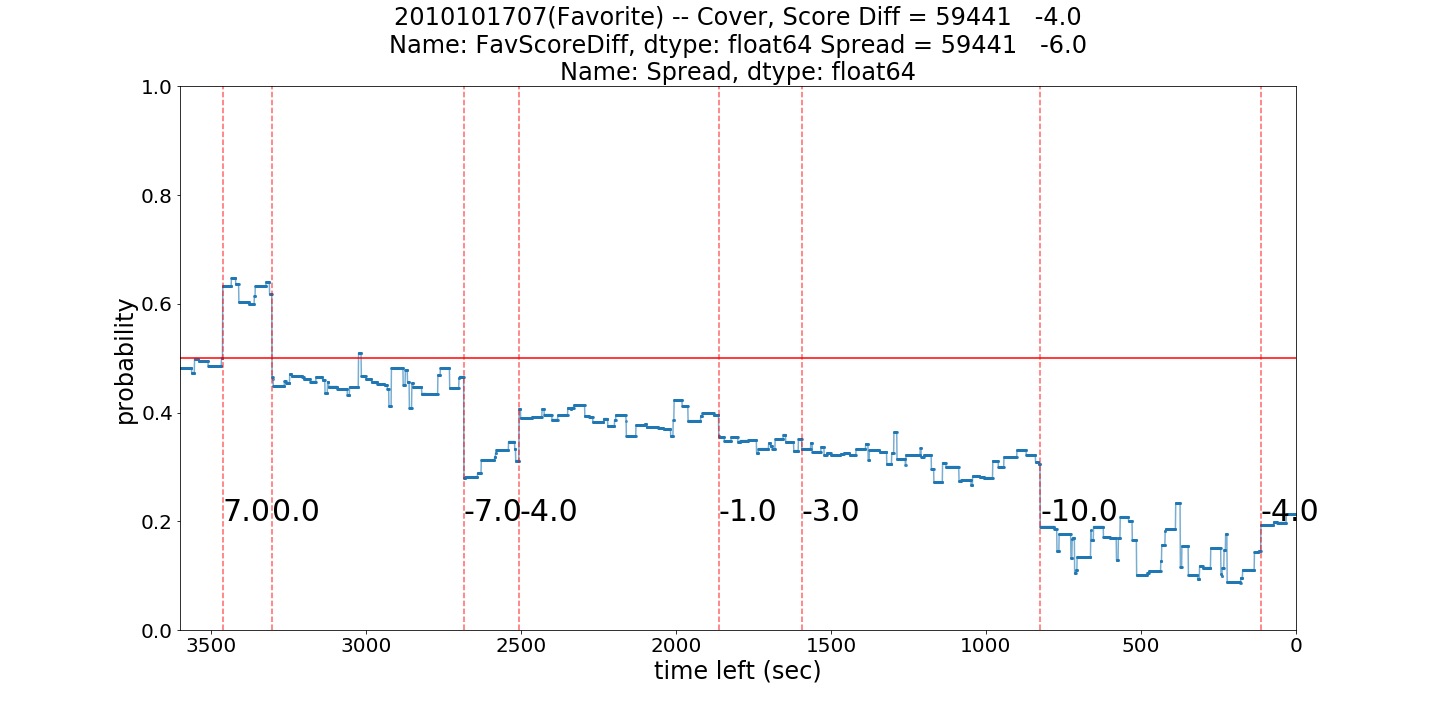 2010101707(Favorite) -- Cover, Score Diff = 59441   -4.0
Name: FavScoreDiff, dtype: float64 Spread = 59441   -6.0
Name: Spread, dtype: float64
1.0
0.8
0.6
0.4
0.2
0.0
probability
7.0 0.0 -7.0 -4.0 -1.0 -3.0 -10.0 -4.0
3500 3000 2500 2000 1500 1000 500 0
time left (sec)